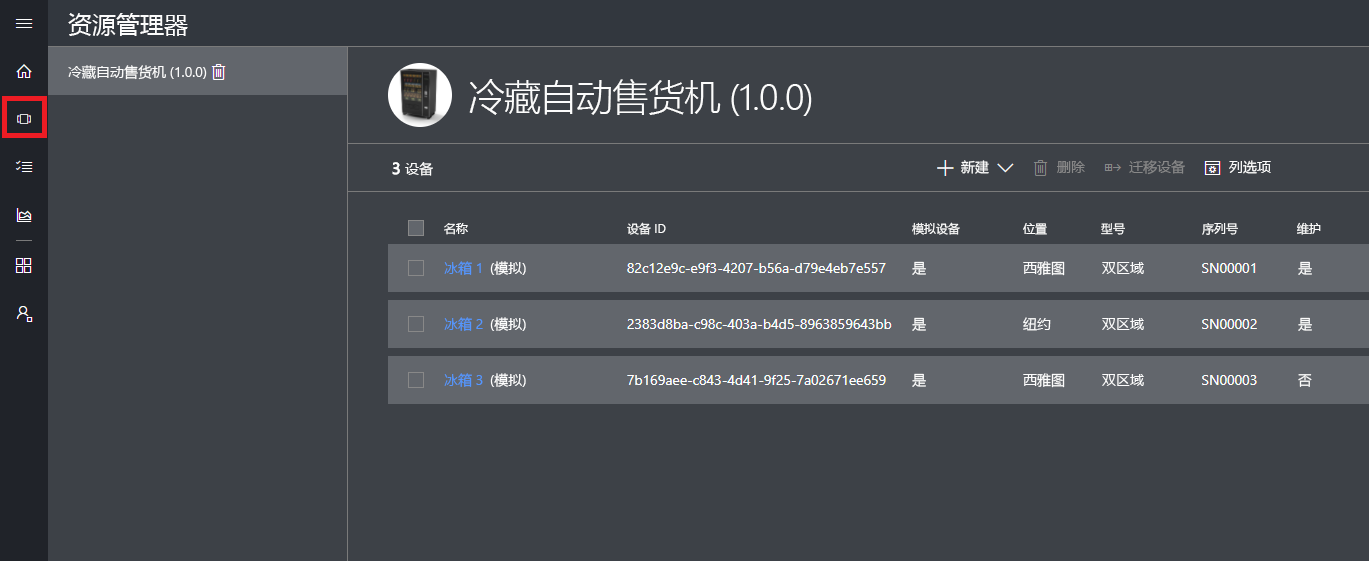 资源管理器
冷藏自动售货机 (1.0.0)
冷藏自动售货机 (1.0.0)
3 设备 新建 删除 迁移设备 列选项
名称 设备 ID 模拟设备 位置 型号 序列号 维护
冰箱 1 (模拟) 82c12e9c-e9f3-4207-b56a-d79e4eb7e557 是 西雅图 双区域 SN00001 是
冰箱 2 (模拟) 2383d8ba-c98c-403a-b4d5-8963859643bb 是 纽约 双区域 SN00002 是
冰箱 3 (模拟) 7b169aee-c843-4d41-9f25-7a02671ee659 是 西雅图 双区域 SN00003 否